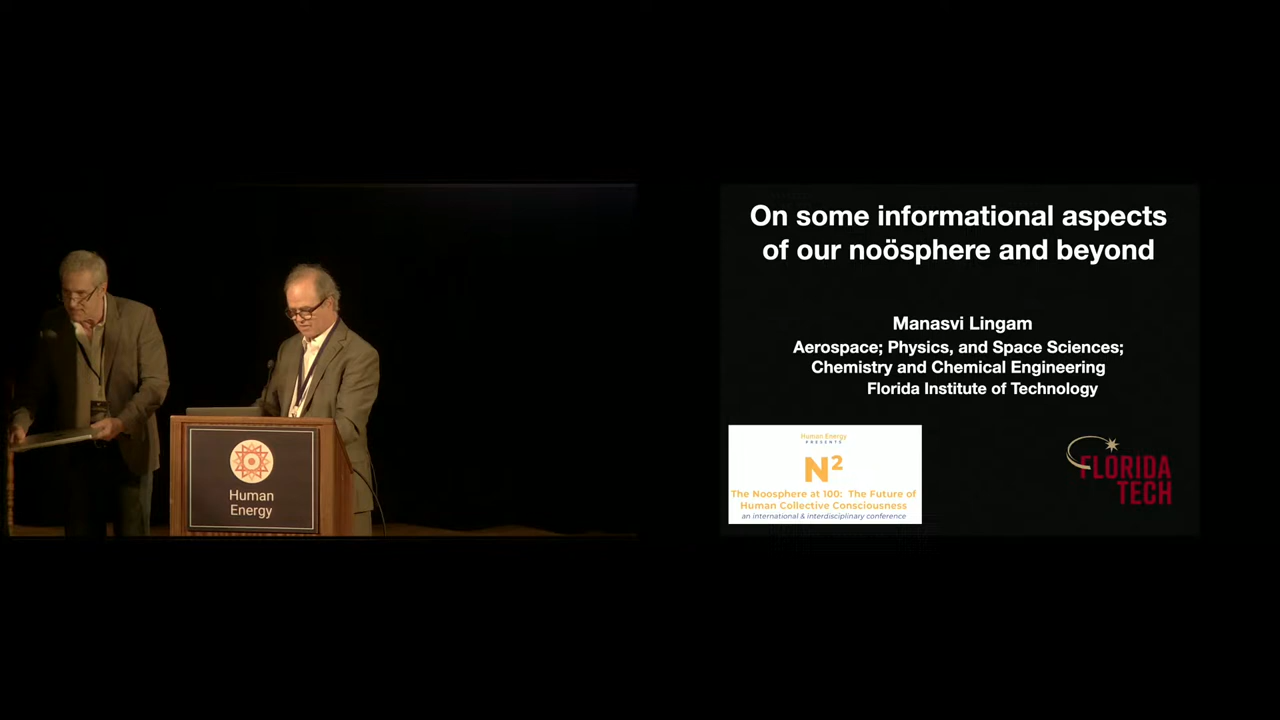 Human
Energy
On some informational aspects
of our noösphere and beyond
Manasvi Lingam
Aerospace; Physics, and Space Sciences;
Chemistry and Chemical Engineering
Florida Institute of Technology
Human Energy
PRESENTS
N²
The Noosphere at 100: The Future of
Human Collective Consciousness
an international & interdisciplinary conference
FLORIDA
TECH